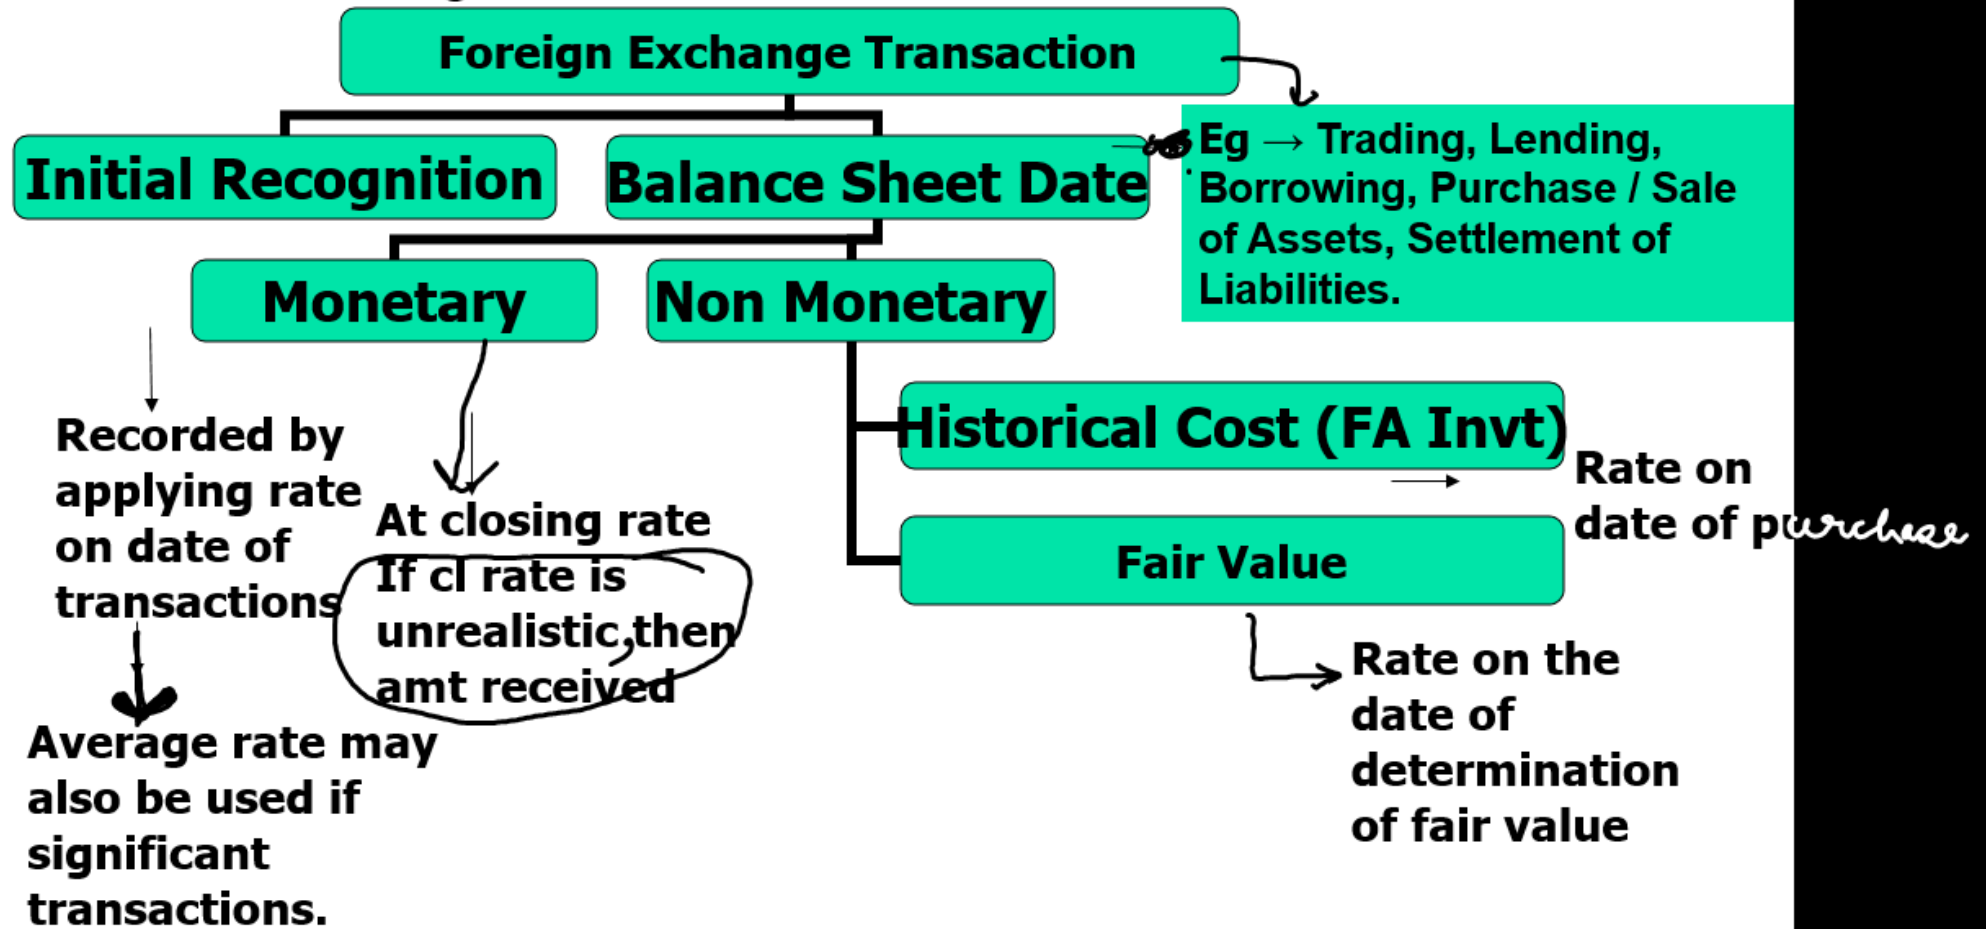 Foreign Exchange Transaction
Initial Recognition
Balance Sheet Date
Eg → Trading, Lending,
Borrowing, Purchase / Sale
of Assets, Settlement of
Liabilities.
Monetary
Non Monetary
Recorded by
applying rate
on date of
transactions
Average rate may
also be used if
significant
transactions.
At closing rate
If cl rate is
unrealistic,then
amt received
Historical Cost (FA Invt)
Rate on
date of purchase
Fair Value
Rate on the
date of
determination
of fair value